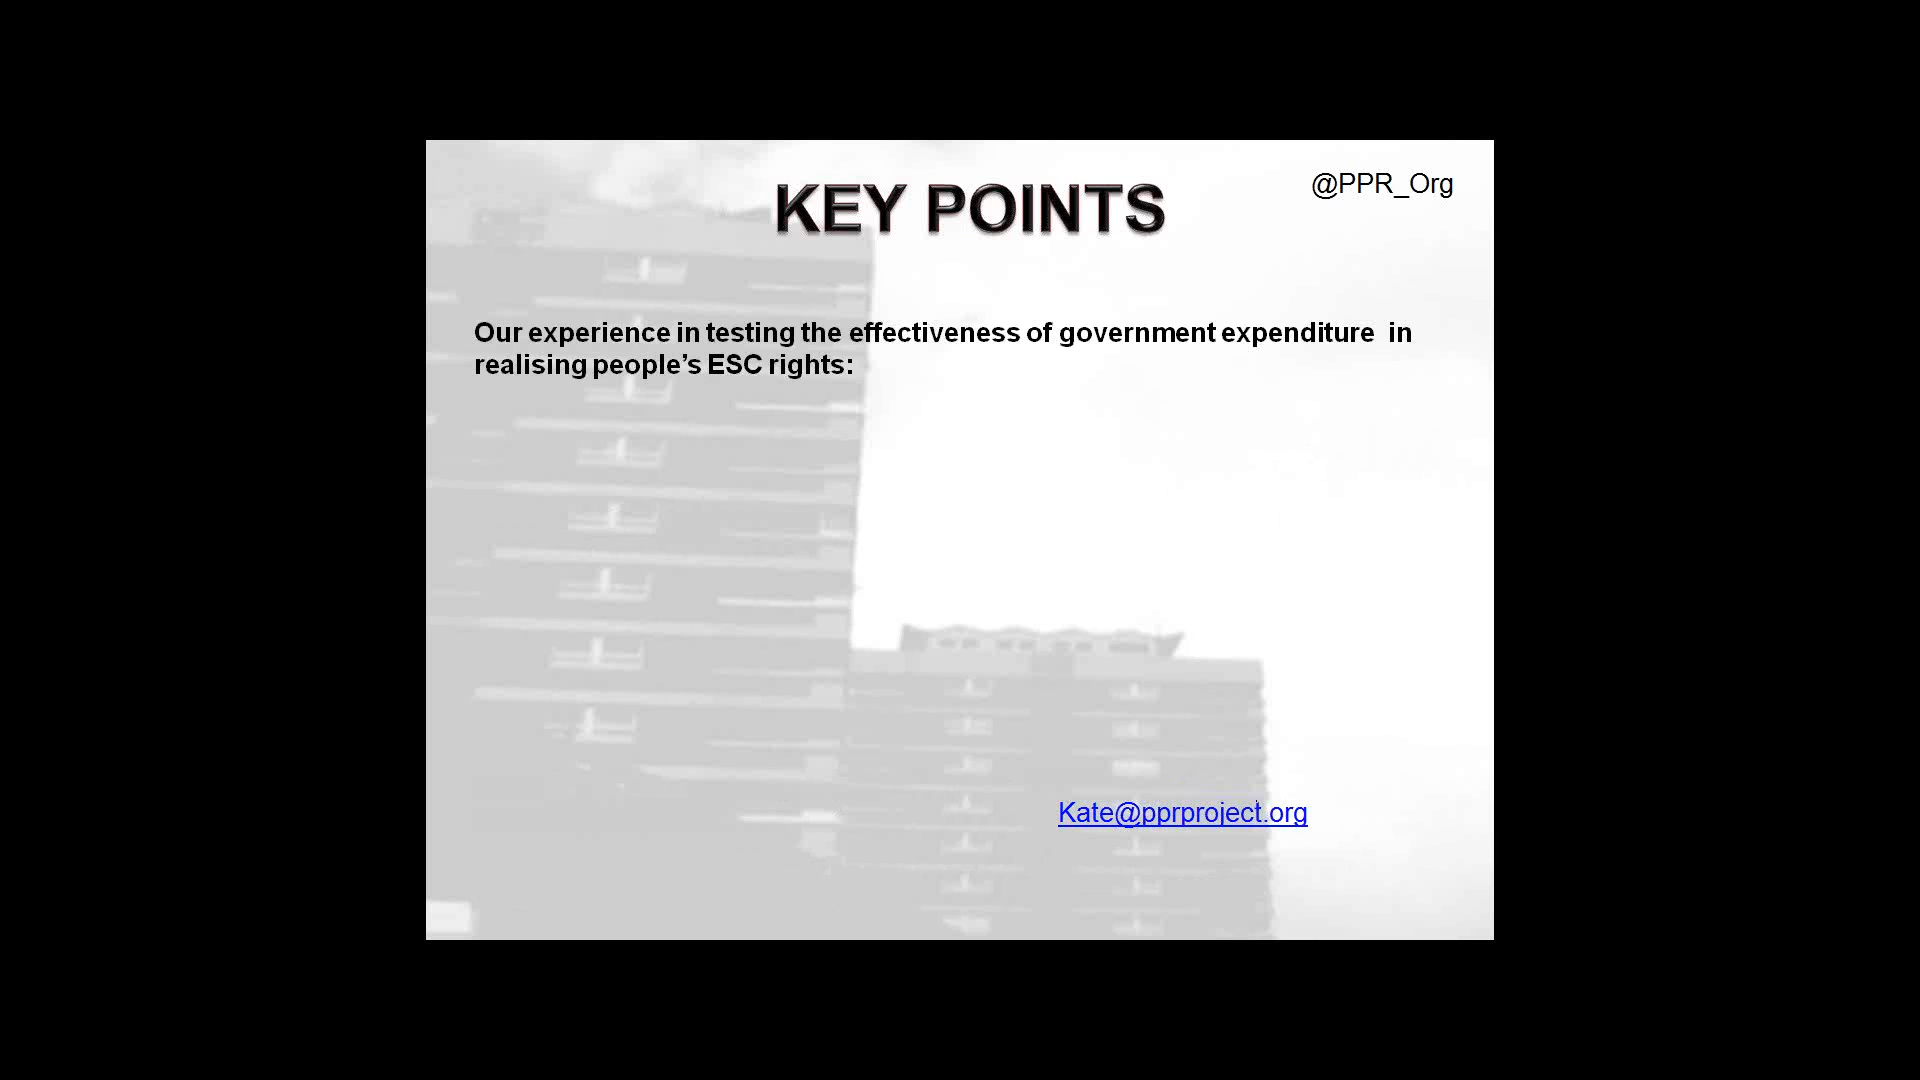 KEY POINTS
@PPR_Org
Our experience in testing the effectiveness of government expenditure  in
realising people’s ESC rights:
Kate@pprproject.org